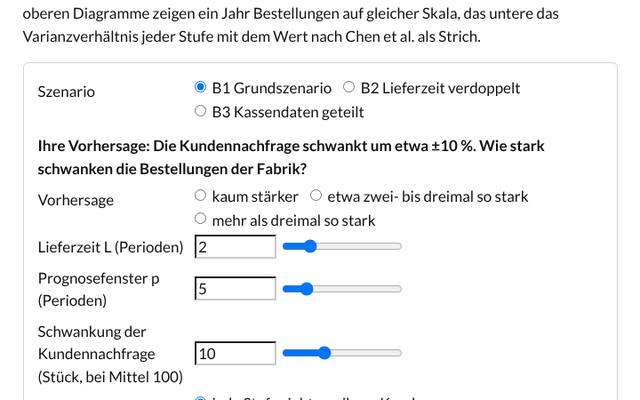 oberen Diagramme zeigen ein Jahr Bestellungen auf gleicher Skala, das untere das
Varianzverhältnis jeder Stufe mit dem Wert nach Chen et al. als Strich.
Szenario
B1 Grundszenario B2 Lieferzeit verdoppelt
B3 Kassendaten geteilt
Ihre Vorhersage: Die Kundennachfrage schwankt um etwa ±10 %. Wie stark
schwanken die Bestellungen der Fabrik?
Vorhersage
kaum stärker etwa zwei- bis dreimal so stark
mehr als dreimal so stark
Lieferzeit L (Perioden) 2
Prognosefenster p
(Perioden)
5
Schwankung der
Kundennachfrage
(Stück, bei Mittel 100)
10